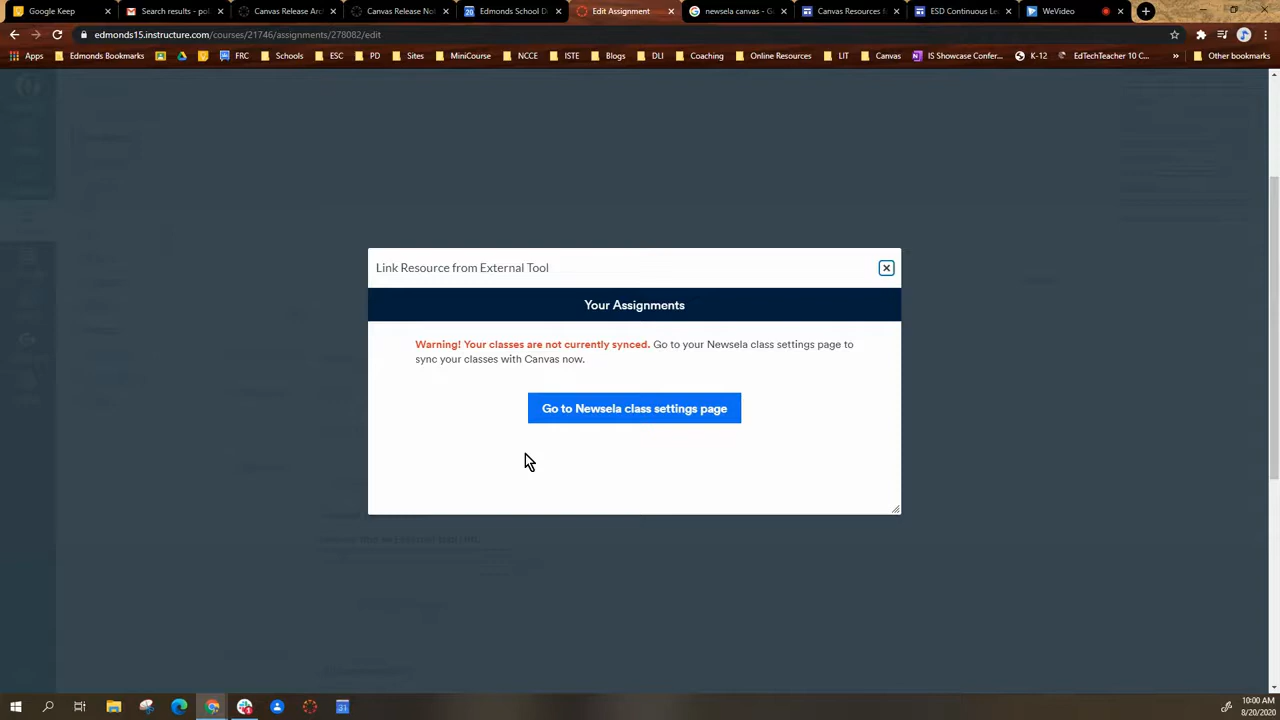 Google Keep
Search results - pol
Canvas Release Arch
Canvas Release Not
Edmonds School Di
Edit Assignment
newsela canvas - G
Canvas Resources f
ESD Continuous Le
WeVideo
edmonds15.instructure.com/courses/21746/assignments/278082/edit
Apps
Edmonds Bookmarks
FRC
Schools
ESC
PD
Sites
MiniCourse
NCCE
ISTE
Blogs
DLI
Coaching
Online Resources
LIT
Canvas
IS Showcase Confer...
K-12
EdTechTeacher 10 C...
Other bookmarks
Link Resource from External Tool
Your Assignments
Warning! Your classes are not currently synced. Go to your Newsela class settings page to
sync your classes with Canvas now.
Go to Newsela class settings page
10:00 AM
8/20/2020